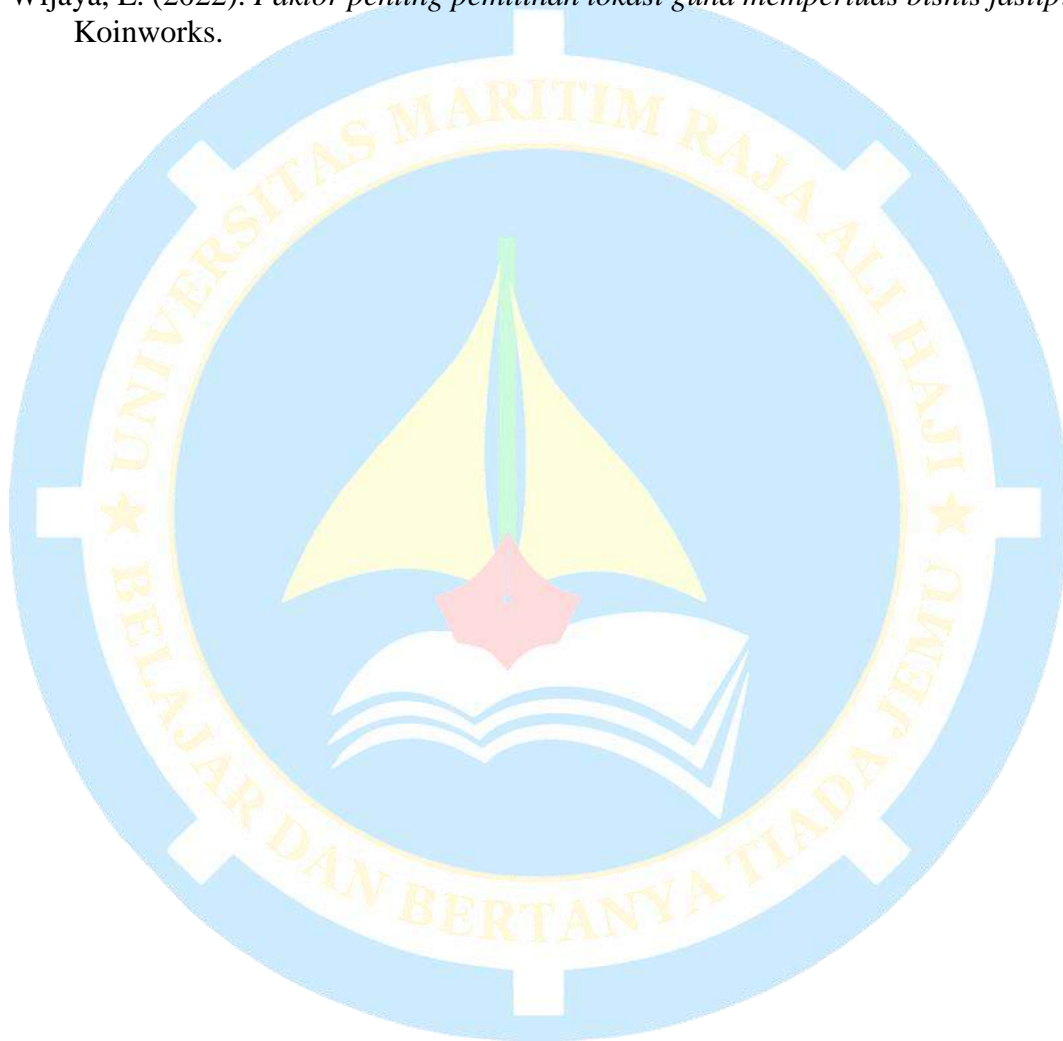 Wijaya, E. (2022). Faktor penting pemilihan lokasi guna memperluas bisnis jastip.
Koinworks.
UNIVERSITAS MARITIM RAJA ALI HAJI
★ BELAJAR DAN BERTANYA TIADA JEMU ★